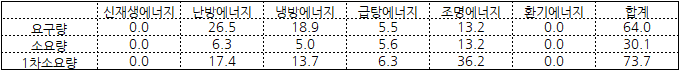 신재생에너지 난방에너지 냉방에너지 급탕에너지 조명에너지 환기에너지 합계
요구량 0.0 26.5 18.9 5.5 13.2 0.0 64.0
소요량 0.0 6.3 5.0 5.6 13.2 0.0 30.1
1차소요량 0.0 17.4 13.7 6.3 36.2 0.0 73.7